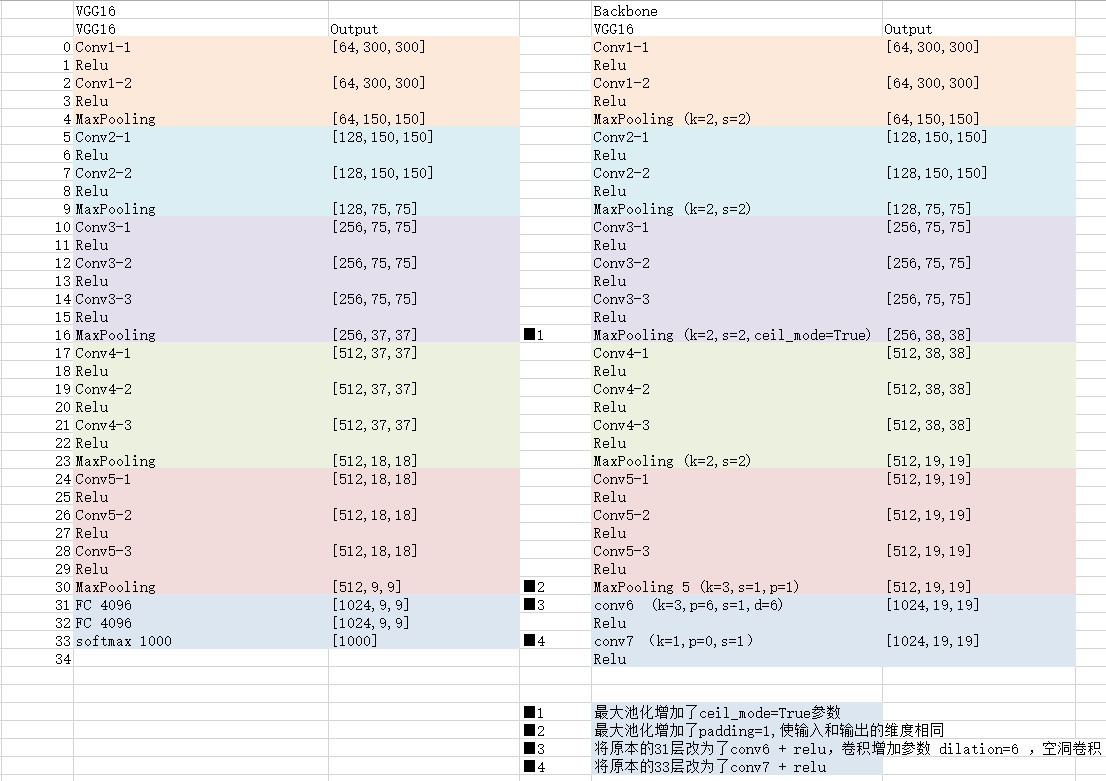 VGG16 Backbone
VGG16 Output VGG16 Output
0 Conv1-1 [64,300,300] Conv1-1 [64,300,300]
1 Relu Relu
2 Conv1-2 [64,300,300] Conv1-2 [64,300,300]
3 Relu Relu
4 MaxPooling [64,150,150] MaxPooling (k=2,s=2) [64,150,150]
5 Conv2-1 [128,150,150] Conv2-1 [128,150,150]
6 Relu Relu
7 Conv2-2 [128,150,150] Conv2-2 [128,150,150]
8 Relu Relu
9 MaxPooling [128,75,75] MaxPooling (k=2,s=2) [128,75,75]
10 Conv3-1 [256,75,75] Conv3-1 [256,75,75]
11 Relu Relu
12 Conv3-2 [256,75,75] Conv3-2 [256,75,75]
13 Relu Relu
14 Conv3-3 [256,75,75] Conv3-3 [256,75,75]
15 Relu Relu
16 MaxPooling [256,37,37] ■1 MaxPooling (k=2,s=2,ceil_mode=True) [256,38,38]
17 Conv4-1 [512,37,37] Conv4-1 [512,38,38]
18 Relu Relu
19 Conv4-2 [512,37,37] Conv4-2 [512,38,38]
20 Relu Relu
21 Conv4-3 [512,37,37] Conv4-3 [512,38,38]
22 Relu Relu
23 MaxPooling [512,18,18] MaxPooling (k=2,s=2) [512,19,19]
24 Conv5-1 [512,18,18] Conv5-1 [512,19,19]
25 Relu Relu
26 Conv5-2 [512,18,18] Conv5-2 [512,19,19]
27 Relu Relu
28 Conv5-3 [512,18,18] Conv5-3 [512,19,19]
29 Relu Relu
30 MaxPooling [512,9,9] ■2 MaxPooling 5 (k=3,s=1,p=1) [512,19,19]
31 FC 4096 [1024,9,9] ■3 conv6 (k=3,p=6,s=1,d=6) [1024,19,19]
32 FC 4096 [1024,9,9] Relu
33 softmax 1000 [1000] ■4 conv7 (k=1,p=0,s=1) [1024,19,19]
34 Relu
■1 最大池化增加了ceil_mode=True参数
■2 最大池化增加了padding=1,使输入和输出的维度相同
■3 将原本的31层改为了conv6 + relu，卷积增加参数 dilation=6 ，空洞卷积
■4 将原本的33层改为了conv7 + relu